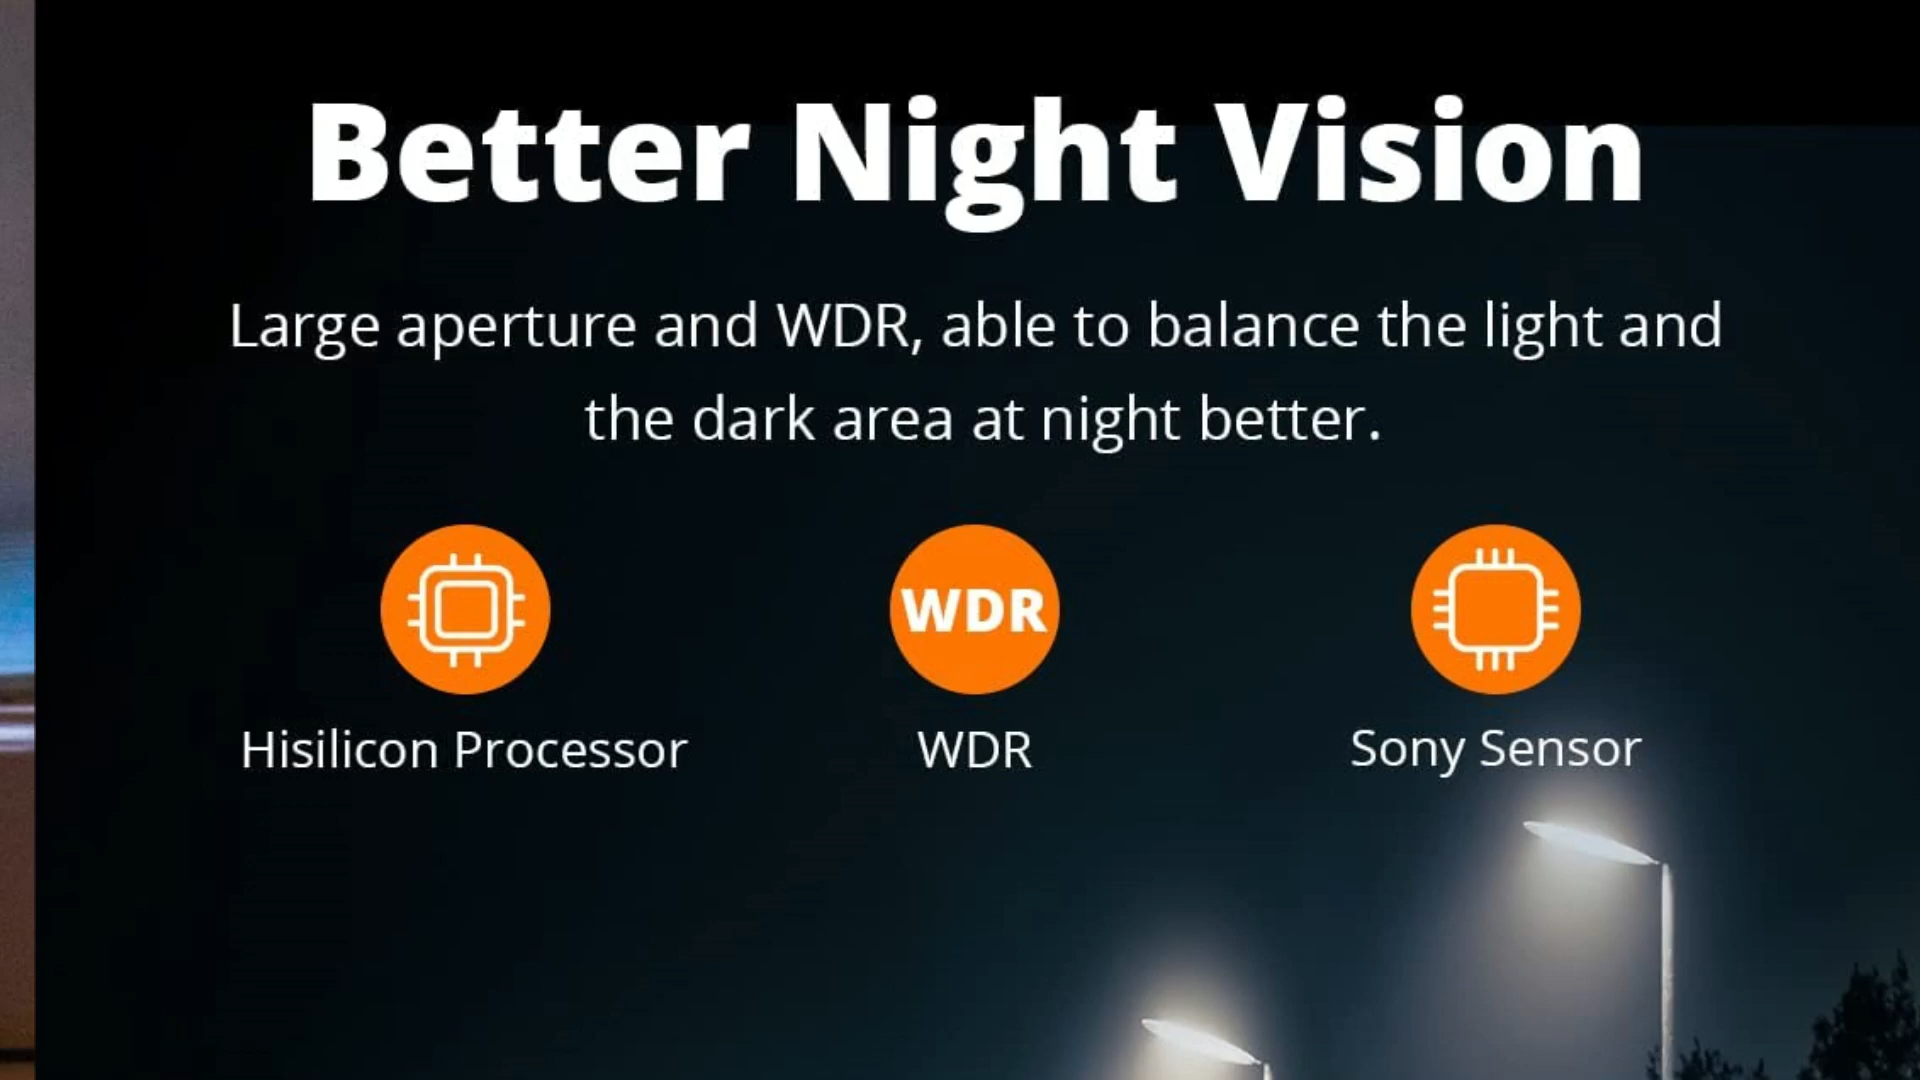 Better Night Vision
Large aperture and WDR, able to balance the light and
the dark area at night better.
WDR
Hisilicon Processor
WDR
Sony Sensor